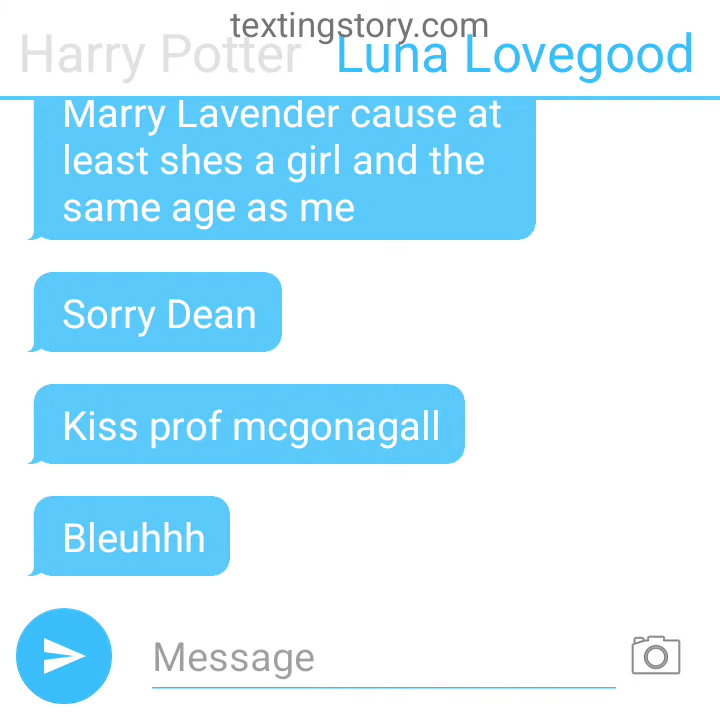 textingstory.com
Harry Potter Luna Lovegood
Marry Lavender cause at
least shes a girl and the
same age as me
Sorry Dean
Kiss prof mcgonagall
Bleuhhh
Message